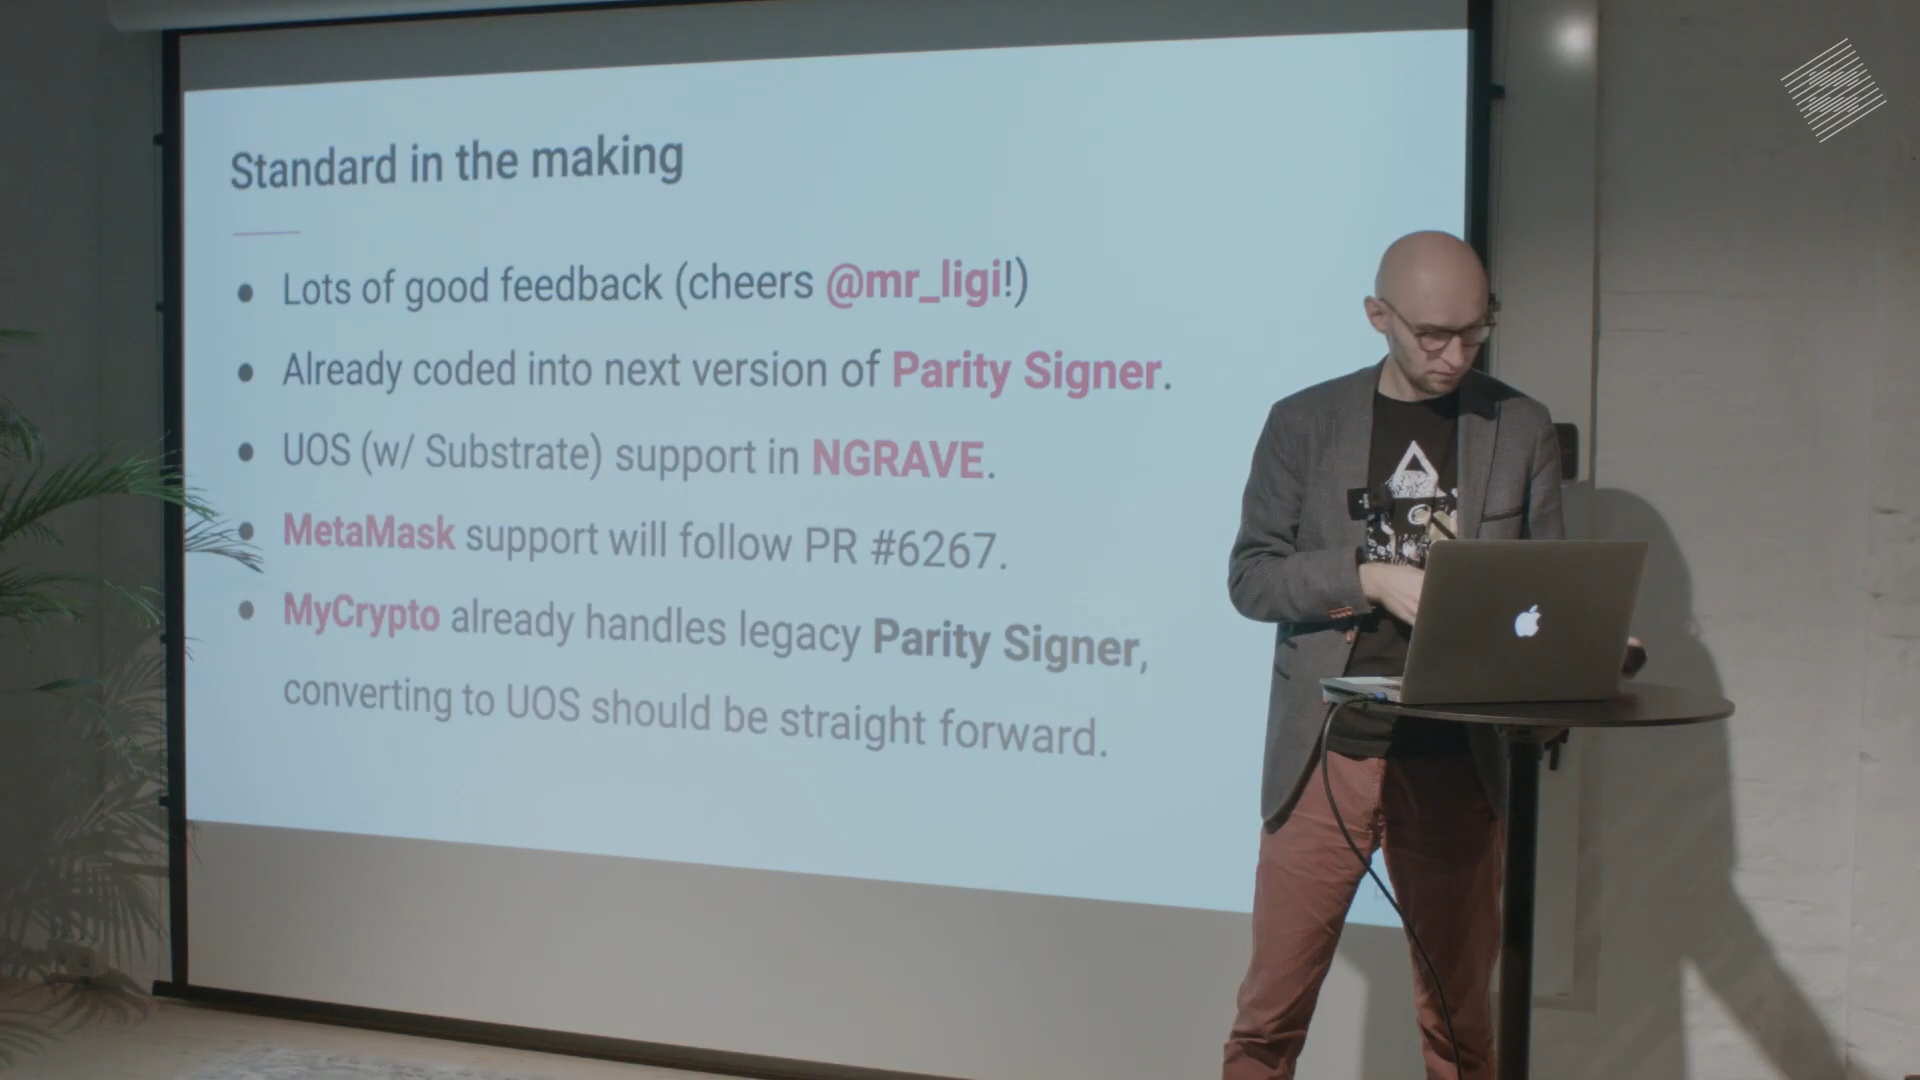 Standard in the making
Lots of good feedback (cheers @mr_ligi!)
Already coded into next version of Parity Signer.
UOS (w/ Substrate) support in NGRAVE.
MetaMask support will follow PR #6267.
MyCrypto already handles legacy Parity Signer,
converting to UOS should be straight forward.